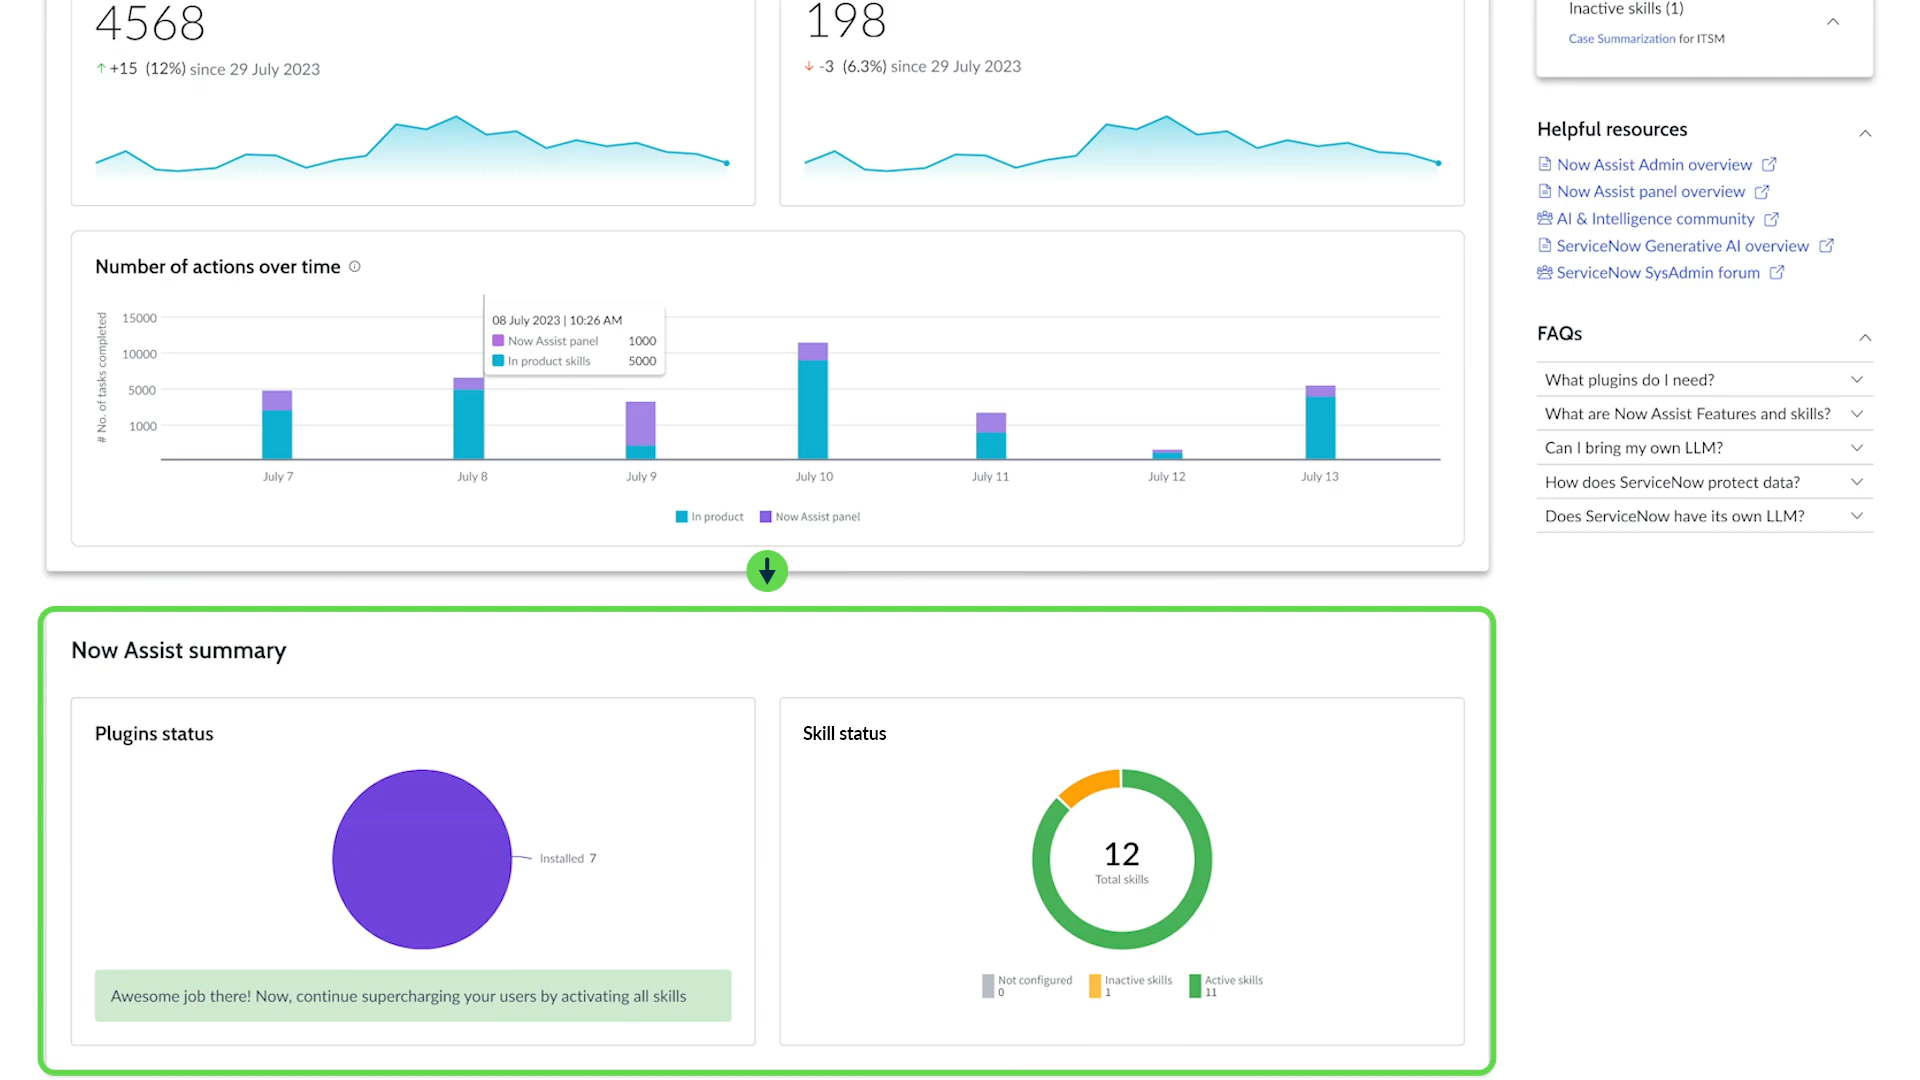 4568
+15 (12%) since 29 July 2023
198
-3 (6.3%) since 29 July 2023
Number of actions over time
# No. of tasks completed
15000
10000
5000
1000
08 July 2023 | 10:26 AM
Now Assist panel 1000
In product skills 5000
July 7
July 8
July 9
July 10
July 11
July 12
July 13
In product
Now Assist panel
Now Assist summary
Plugins status
Installed 7
Awesome job there! Now, continue supercharging your users by activating all skills
Skill status
12
Total skills
Not configured
0
Inactive skills
1
Active skills
11
Inactive skills (1)
Case Summarization for ITSM
Helpful resources
Now Assist Admin overview
Now Assist panel overview
AI & Intelligence community
ServiceNow Generative AI overview
ServiceNow SysAdmin forum
FAQs
What plugins do I need?
What are Now Assist Features and skills?
Can I bring my own LLM?
How does ServiceNow protect data?
Does ServiceNow have its own LLM?